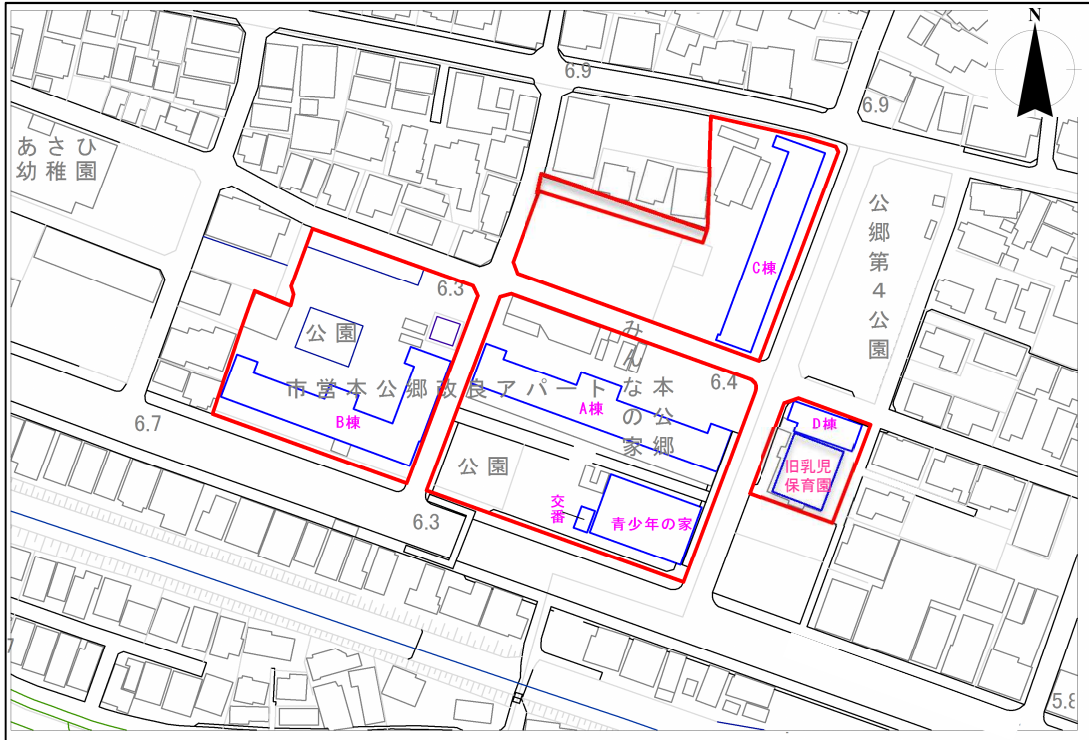 N
6.9
6.9
あさひ
幼稚園
公郷第4公園
C棟
6.3
公園
みんなの家
本公郷
市営本公郷改良アパート
6.4
A棟
B棟
D棟
6.7
公園
旧乳児
保育園
交番
青少年の家
6.3
5.8